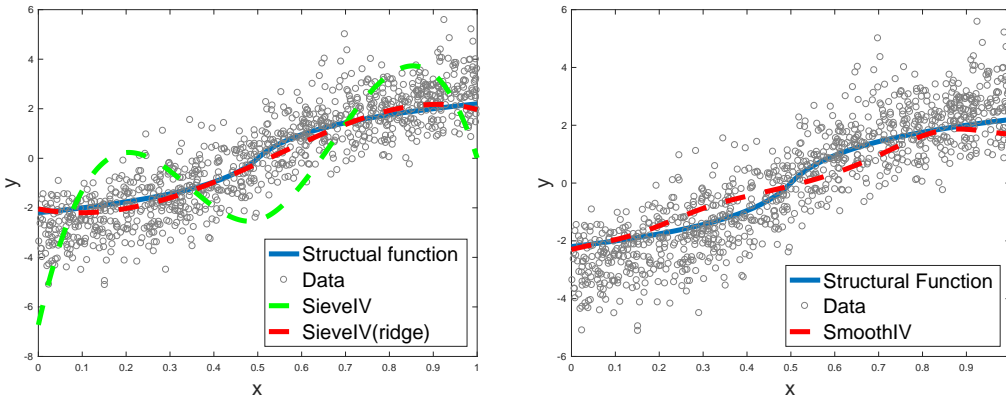 6
4
2
0
-2
-4
-6
-8
y
0 0.1 0.2 0.3 0.4 0.5 0.6 0.7 0.8 0.9 1
x
Structual function
Data
SieveIV
SieveIV(ridge)
6
4
2
0
-2
-4
-6
y
0 0.1 0.2 0.3 0.4 0.5 0.6 0.7 0.8 0.9
x
Structural Function
Data
SmoothIV